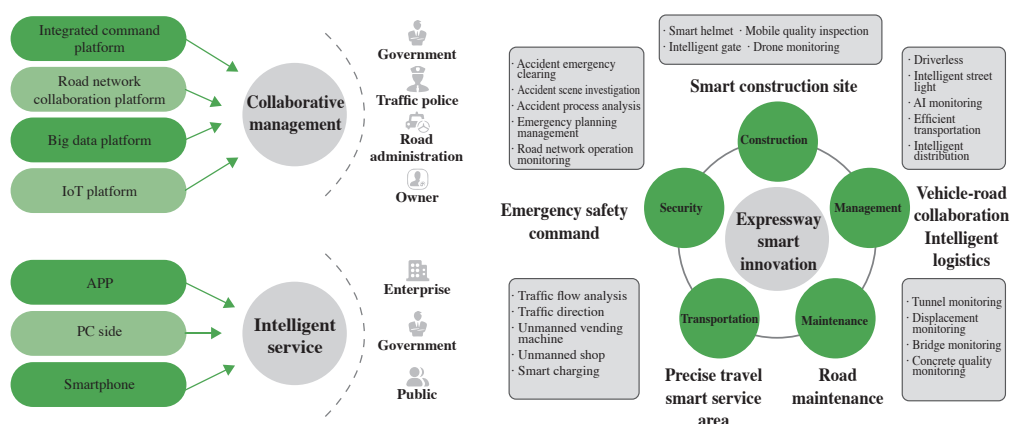 Integrated command
platform
Road network
collaboration platform
Big data platform
IoT platform
Collaborative
management
Government
Traffic police
Road
administration
Owner
APP
PC side
Smartphone
Intelligent
service
Enterprise
Government
Public
· Smart helmet · Mobile quality inspection
· Intelligent gate · Drone monitoring
Smart construction site
· Accident emergency
clearing
· Accident scene investigation
· Accident process analysis
· Emergency planning
management
· Road network operation
monitoring
Emergency safety
command
· Driverless
· Intelligent street
light
· AI monitoring
· Efficient
transportation
· Intelligent
distribution
Vehicle-road
collaboration
Intelligent
logistics
Construction
Security
Management
Expressway
smart
innovation
Transportation
Maintenance
· Traffic flow analysis
· Traffic direction
· Unmanned vending
machine
· Unmanned shop
· Smart charging
Precise travel
smart service
area
Road
maintenance
· Tunnel monitoring
· Displacement
monitoring
· Bridge monitoring
· Concrete quality
monitoring